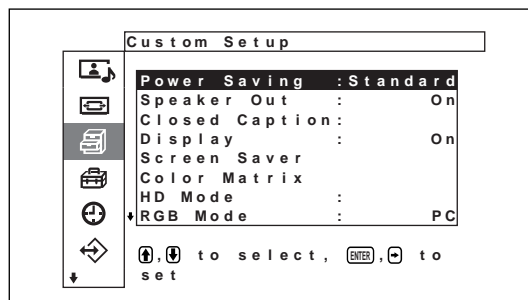 Custom Setup
Power Saving :Standard
Speaker Out : On
Closed Caption:
Display : On
Screen Saver
Color Matrix
HD Mode :
RGB Mode : PC
, to select, ENTER, to
set